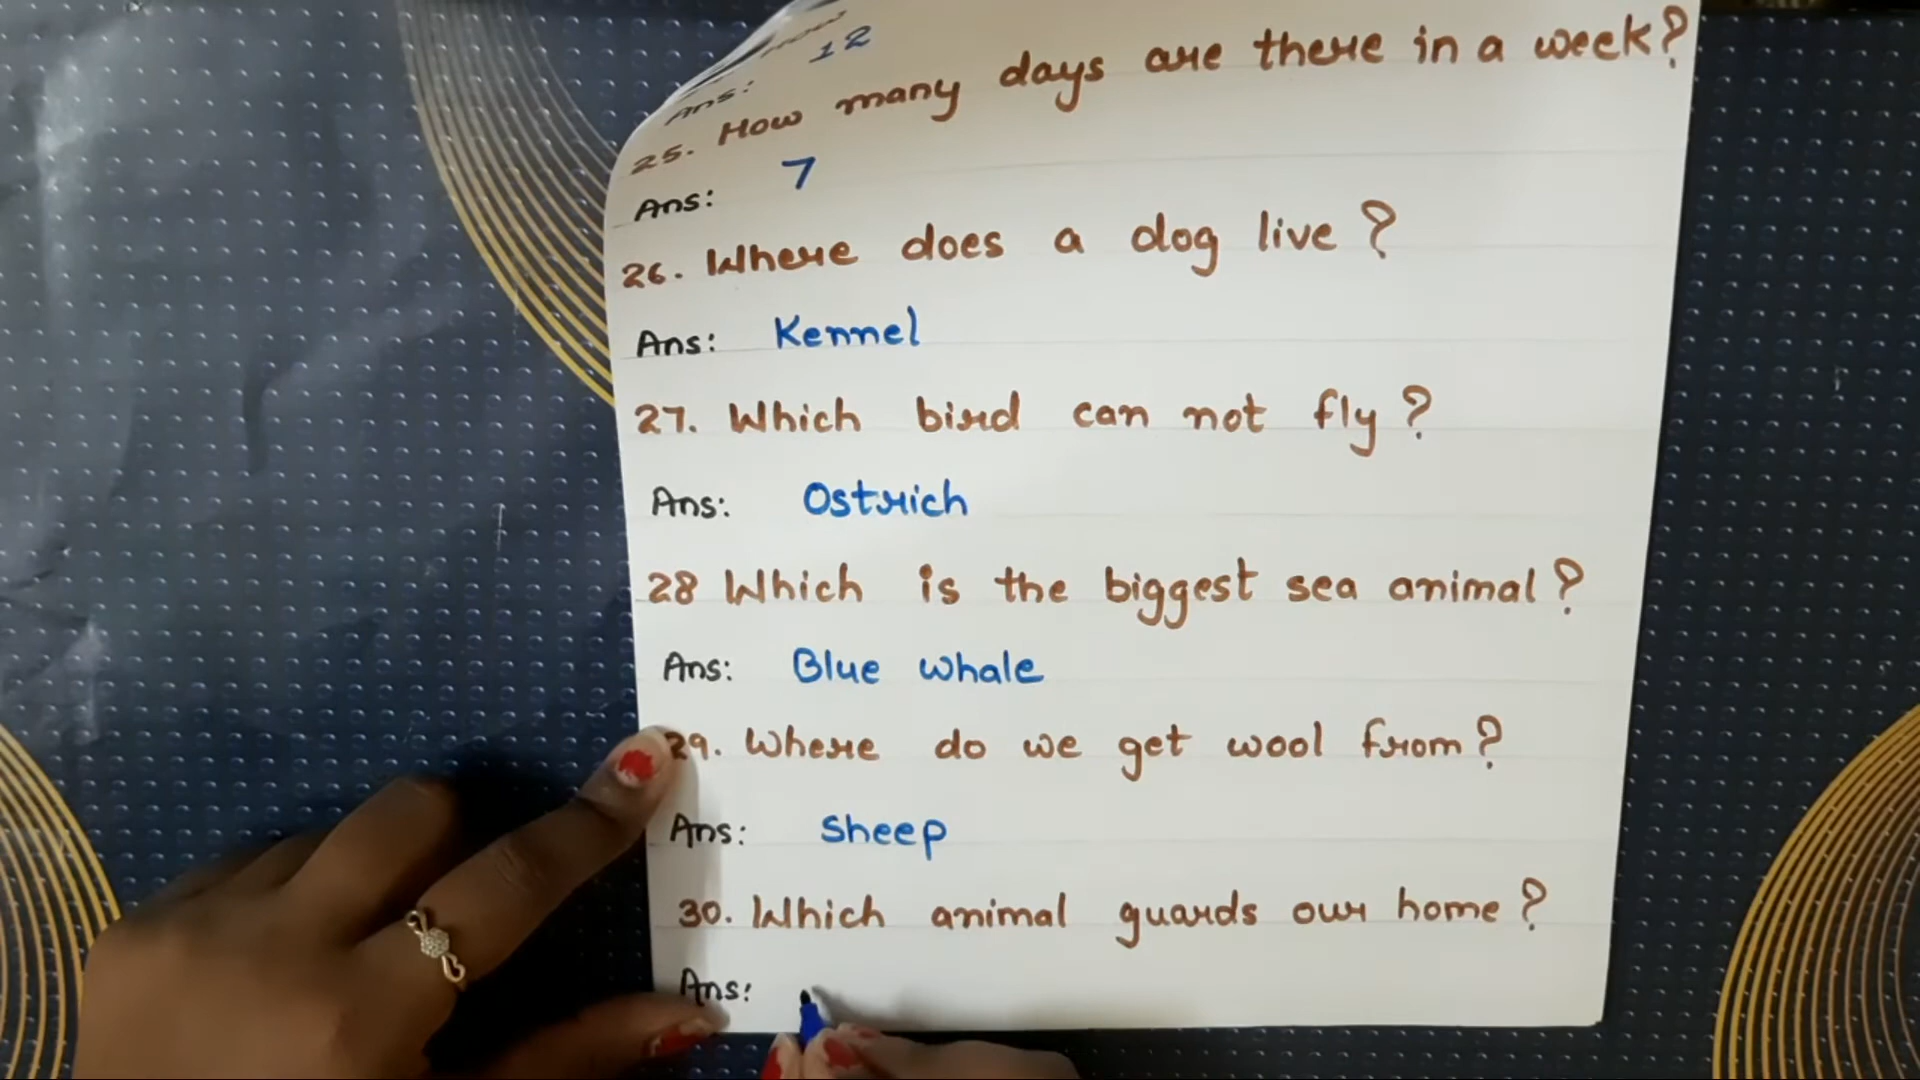 Ans: 12
25. How many days are there in a week?
Ans: 7
26. Where does a dog live?
Ans: Kennel
27. Which bird can not fly?
Ans: Ostrich
28 Which is the biggest sea animal?
Ans: Blue whale
29. Where do we get wool from?
Ans: Sheep
30. Which animal guards our home?
Ans: